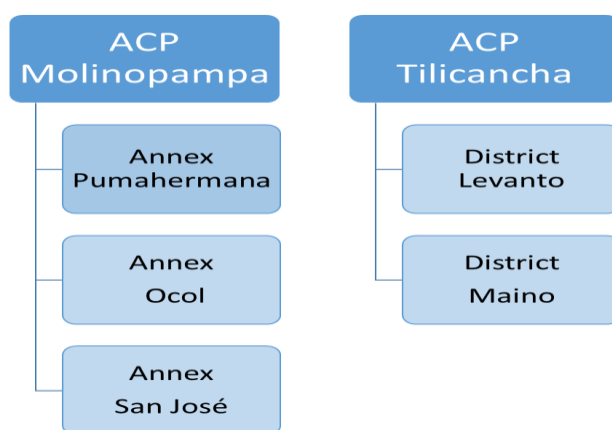 ACP
Molinopampa
Annex
Pumahermana
Annex
Ocol
Annex
San José
ACP
Tilicancha
District
Levanto
District
Maino